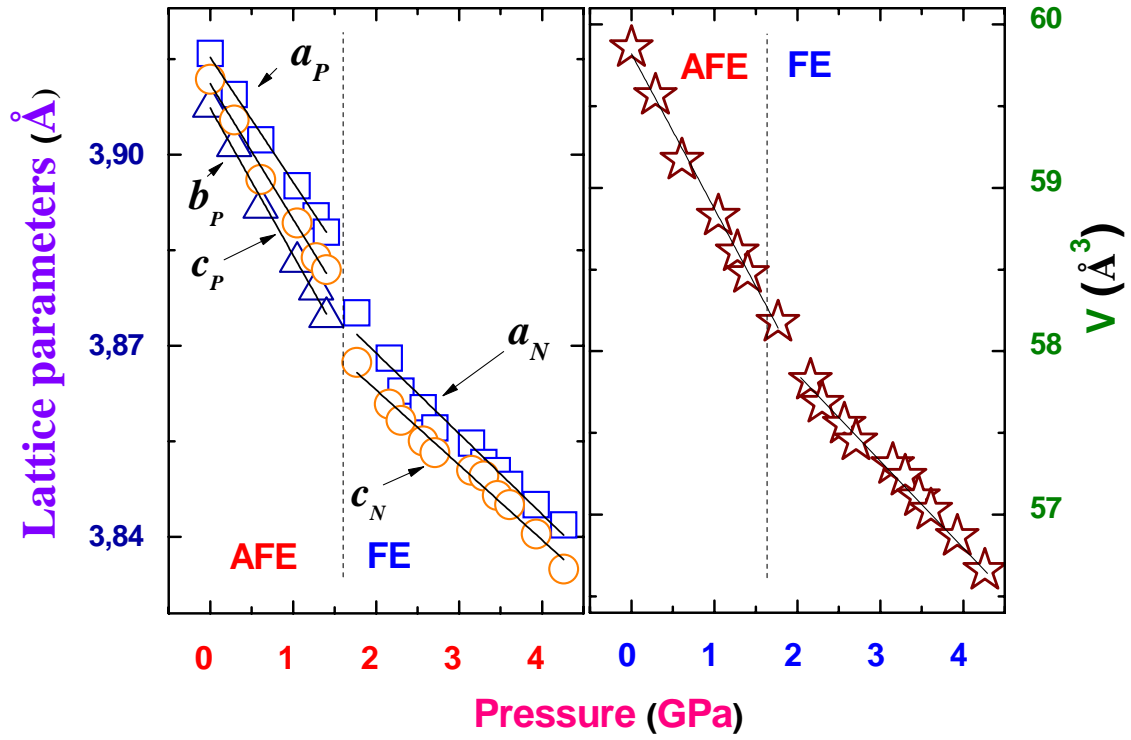 Lattice parameters (Å)
3,90
3,87
3,84
a_P
b_P
c_P
a_N
c_N
AFE
FE
0 1 2 3 4
AFE
FE
60
59
58
57
V (Å³)
0 1 2 3 4
Pressure (GPa)